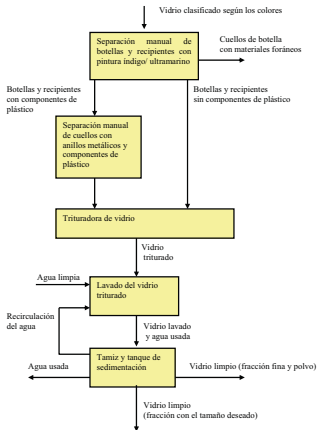 Vidrio clasificado según los colores
Separación manual de
botellas y recipientes con
pintura índigo/ ultramarino
Cuellos de botella
con materiales foráneos
Botellas y recipientes
con componentes de
plástico
Botellas y recipientes
sin componentes de plástico
Separación manual
de cuellos con
anillos metálicos y
componentes de
plástico
Trituradora de vidrio
Vidrio
triturado
Agua limpia
Lavado del vidrio
triturado
Recirculación
del agua
Vidrio lavado
y agua usada
Tamiz y tanque de
sedimentación
Agua usada
Vidrio limpio (fracción fina y polvo)
Vidrio limpio
(fracción con el tamaño deseado)